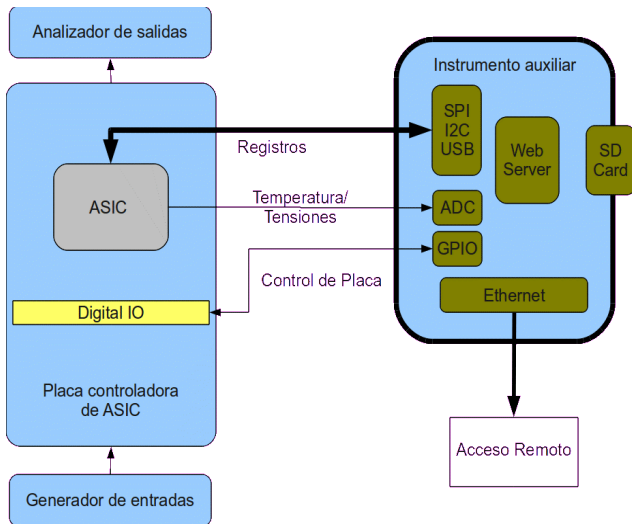 Analizador de salidas
Instrumento auxiliar
SPI
I2C
USB
Web
Server
SD
Card
Registros
ASIC
Temperatura/
Tensiones
ADC
GPIO
Control de Placa
Ethernet
Digital IO
Placa controladora
de ASIC
Acceso Remoto
Generador de entradas